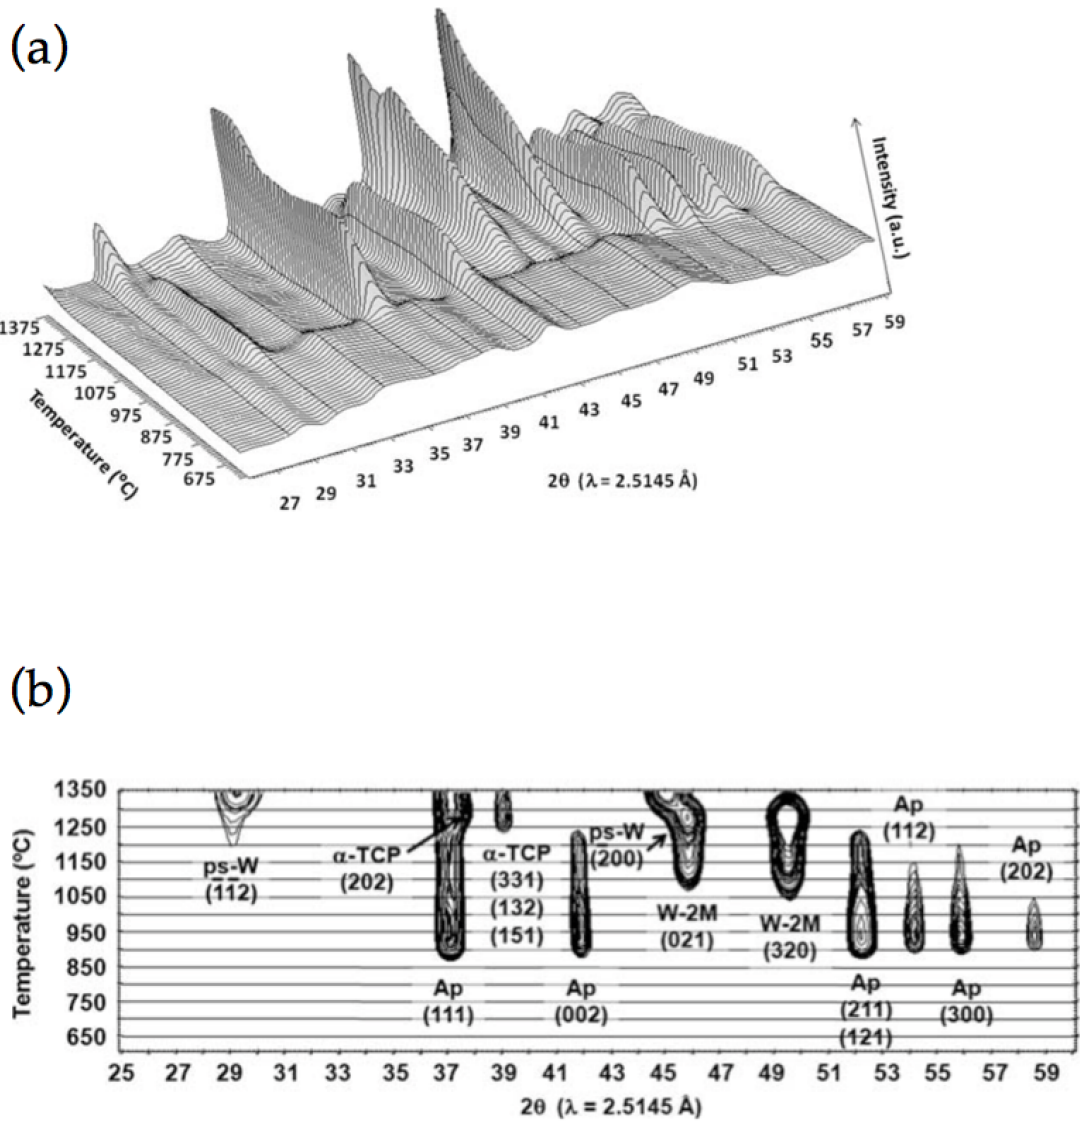 (a)
Intensity (a.u.)
1375
1275
1175
1075
975
875
775
675
Temperature (ºC)
27 29 31 33 35 37 39 41 43 45 47 49 51 53 55 57 59
2θ (λ = 2.5145 Å)
(b)
1350
1250
1150
1050
950
850
750
650
Temperature (ºC)
ps-W
(-1-12)
α-TCP
(202)
α-TCP
(331)
(132)
(151)
ps-W
(-200)
W-2M
(021)
W-2M
(320)
Ap
(112)
Ap
(202)
Ap
(111)
Ap
(002)
Ap
(211)
(121)
Ap
(300)
25 27 29 31 33 35 37 39 41 43 45 47 49 51 53 55 57 59
2θ (λ = 2.5145 Å)